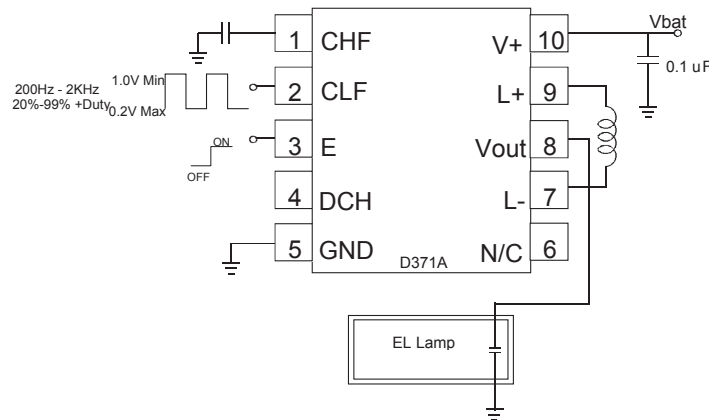 Vbat
1 CHF
V+ 10
0.1 uF
200Hz - 2KHz
20%-99% +Duty
1.0V Min
0.2V Max
2 CLF
L+ 9
ON
OFF
3 E
Vout 8
4 DCH
L- 7
5 GND
D371A
N/C 6
EL Lamp